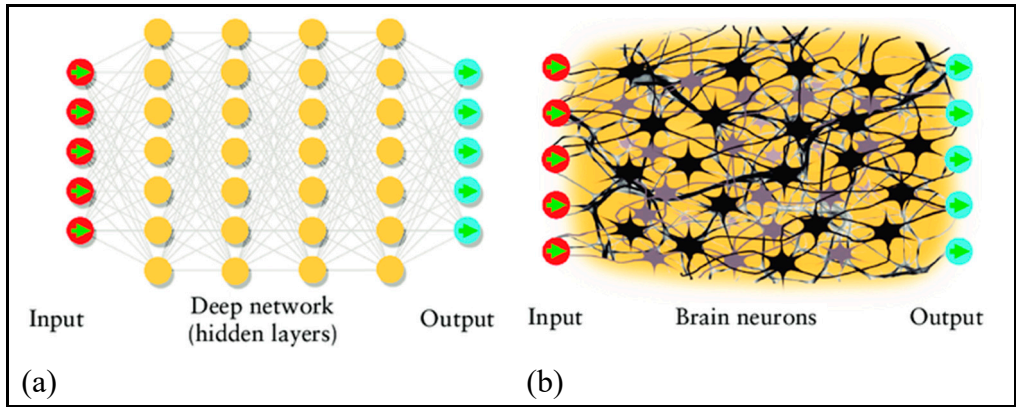 Input
Deep network
(hidden layers)
Output
(a)
Input
Brain neurons
Output
(b)